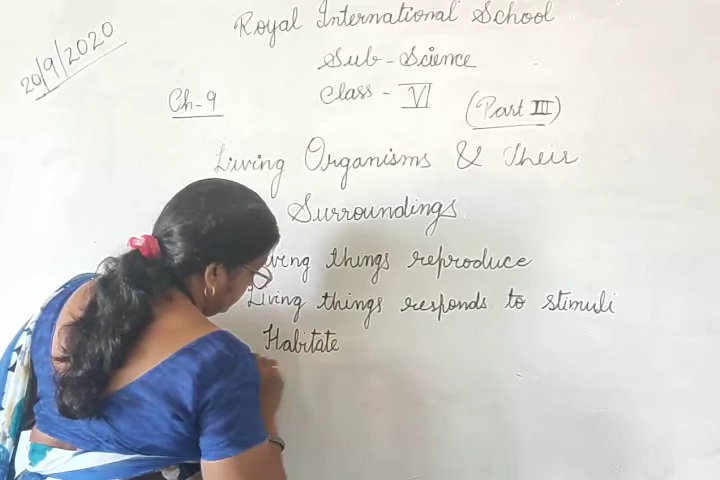 20/9/2020
Royal International School
Sub-Science
Class - VI
Ch-9
(Part III)
Living Organisms & Their
Surroundings
things reproduce
Living things responds to stimuli
Habitate